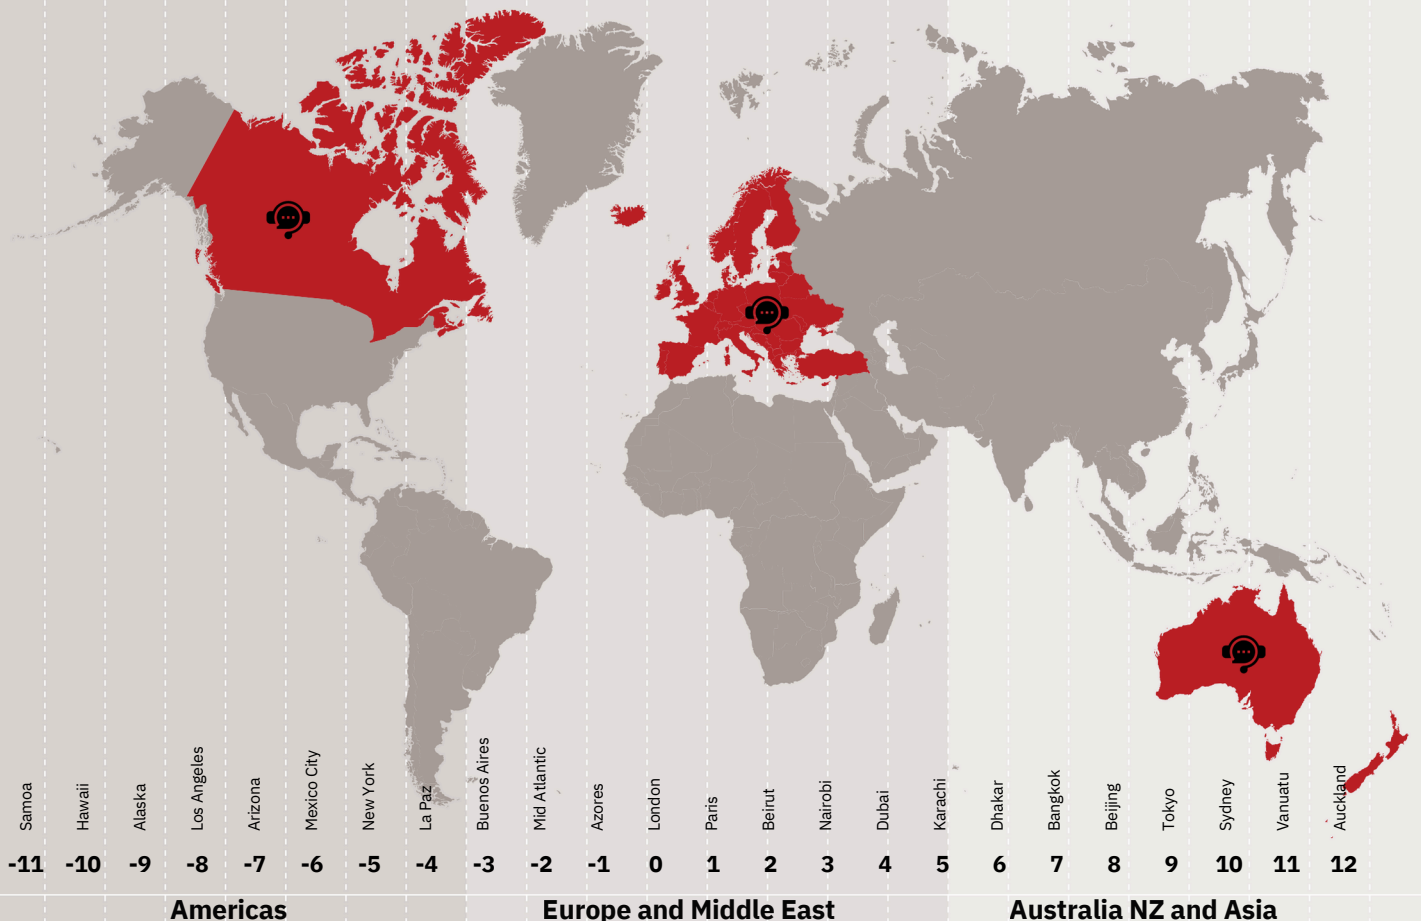 Samoa
Hawaii
Alaska
Los Angeles
Arizona
Mexico City
New York
La Paz
Buenos Aires
Mid Atlantic
Azores
London
Paris
Beirut
Nairobi
Dubai
Karachi
Dhakar
Bangkok
Beijing
Tokyo
Sydney
Vanuatu
Auckland
-11 -10 -9 -8 -7 -6 -5 -4 -3 -2 -1 0 1 2 3 4 5 6 7 8 9 10 11 12
Americas Europe and Middle East Australia NZ and Asia